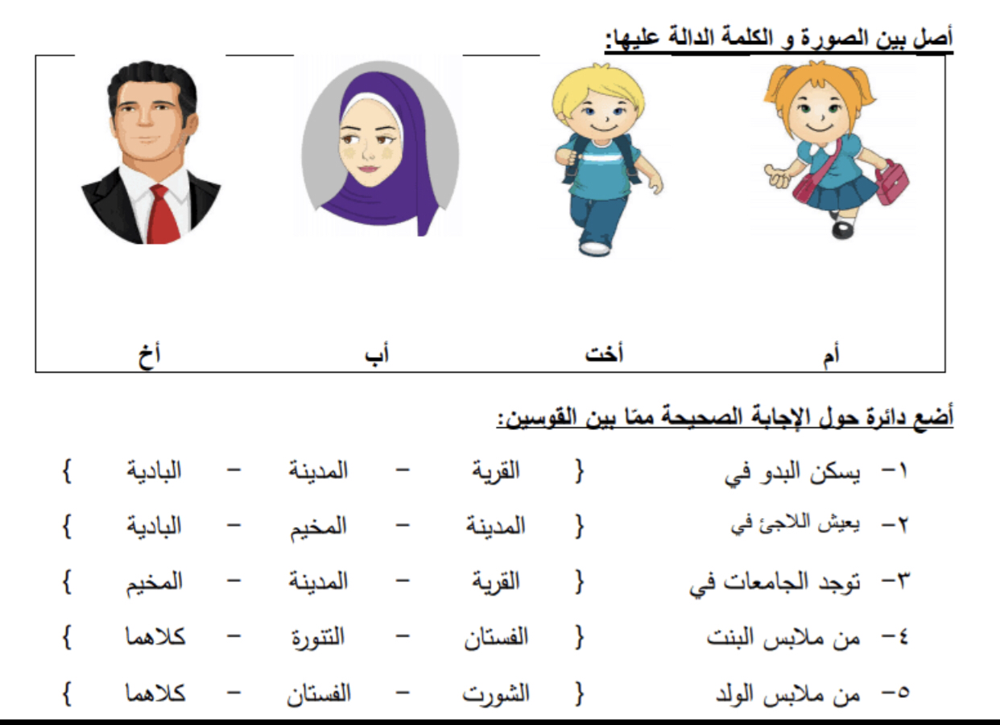 أصل بين الصورة و الكلمة الدالة عليها:
أم أخت أب أخ
أضع دائرة حول الإجابة الصحيحة ممّا بين القوسين:
١– يسكن البدو في { القرية – المدينة – البادية }
٢– يعيش اللاجئ في { المدينة – المخيم – البادية }
٣– توجد الجامعات في { القرية – المدينة – المخيم }
٤– من ملابس البنت { الفستان – التنورة – كلاهما }
٥– من ملابس الولد { الشورت – الفستان – كلاهما }